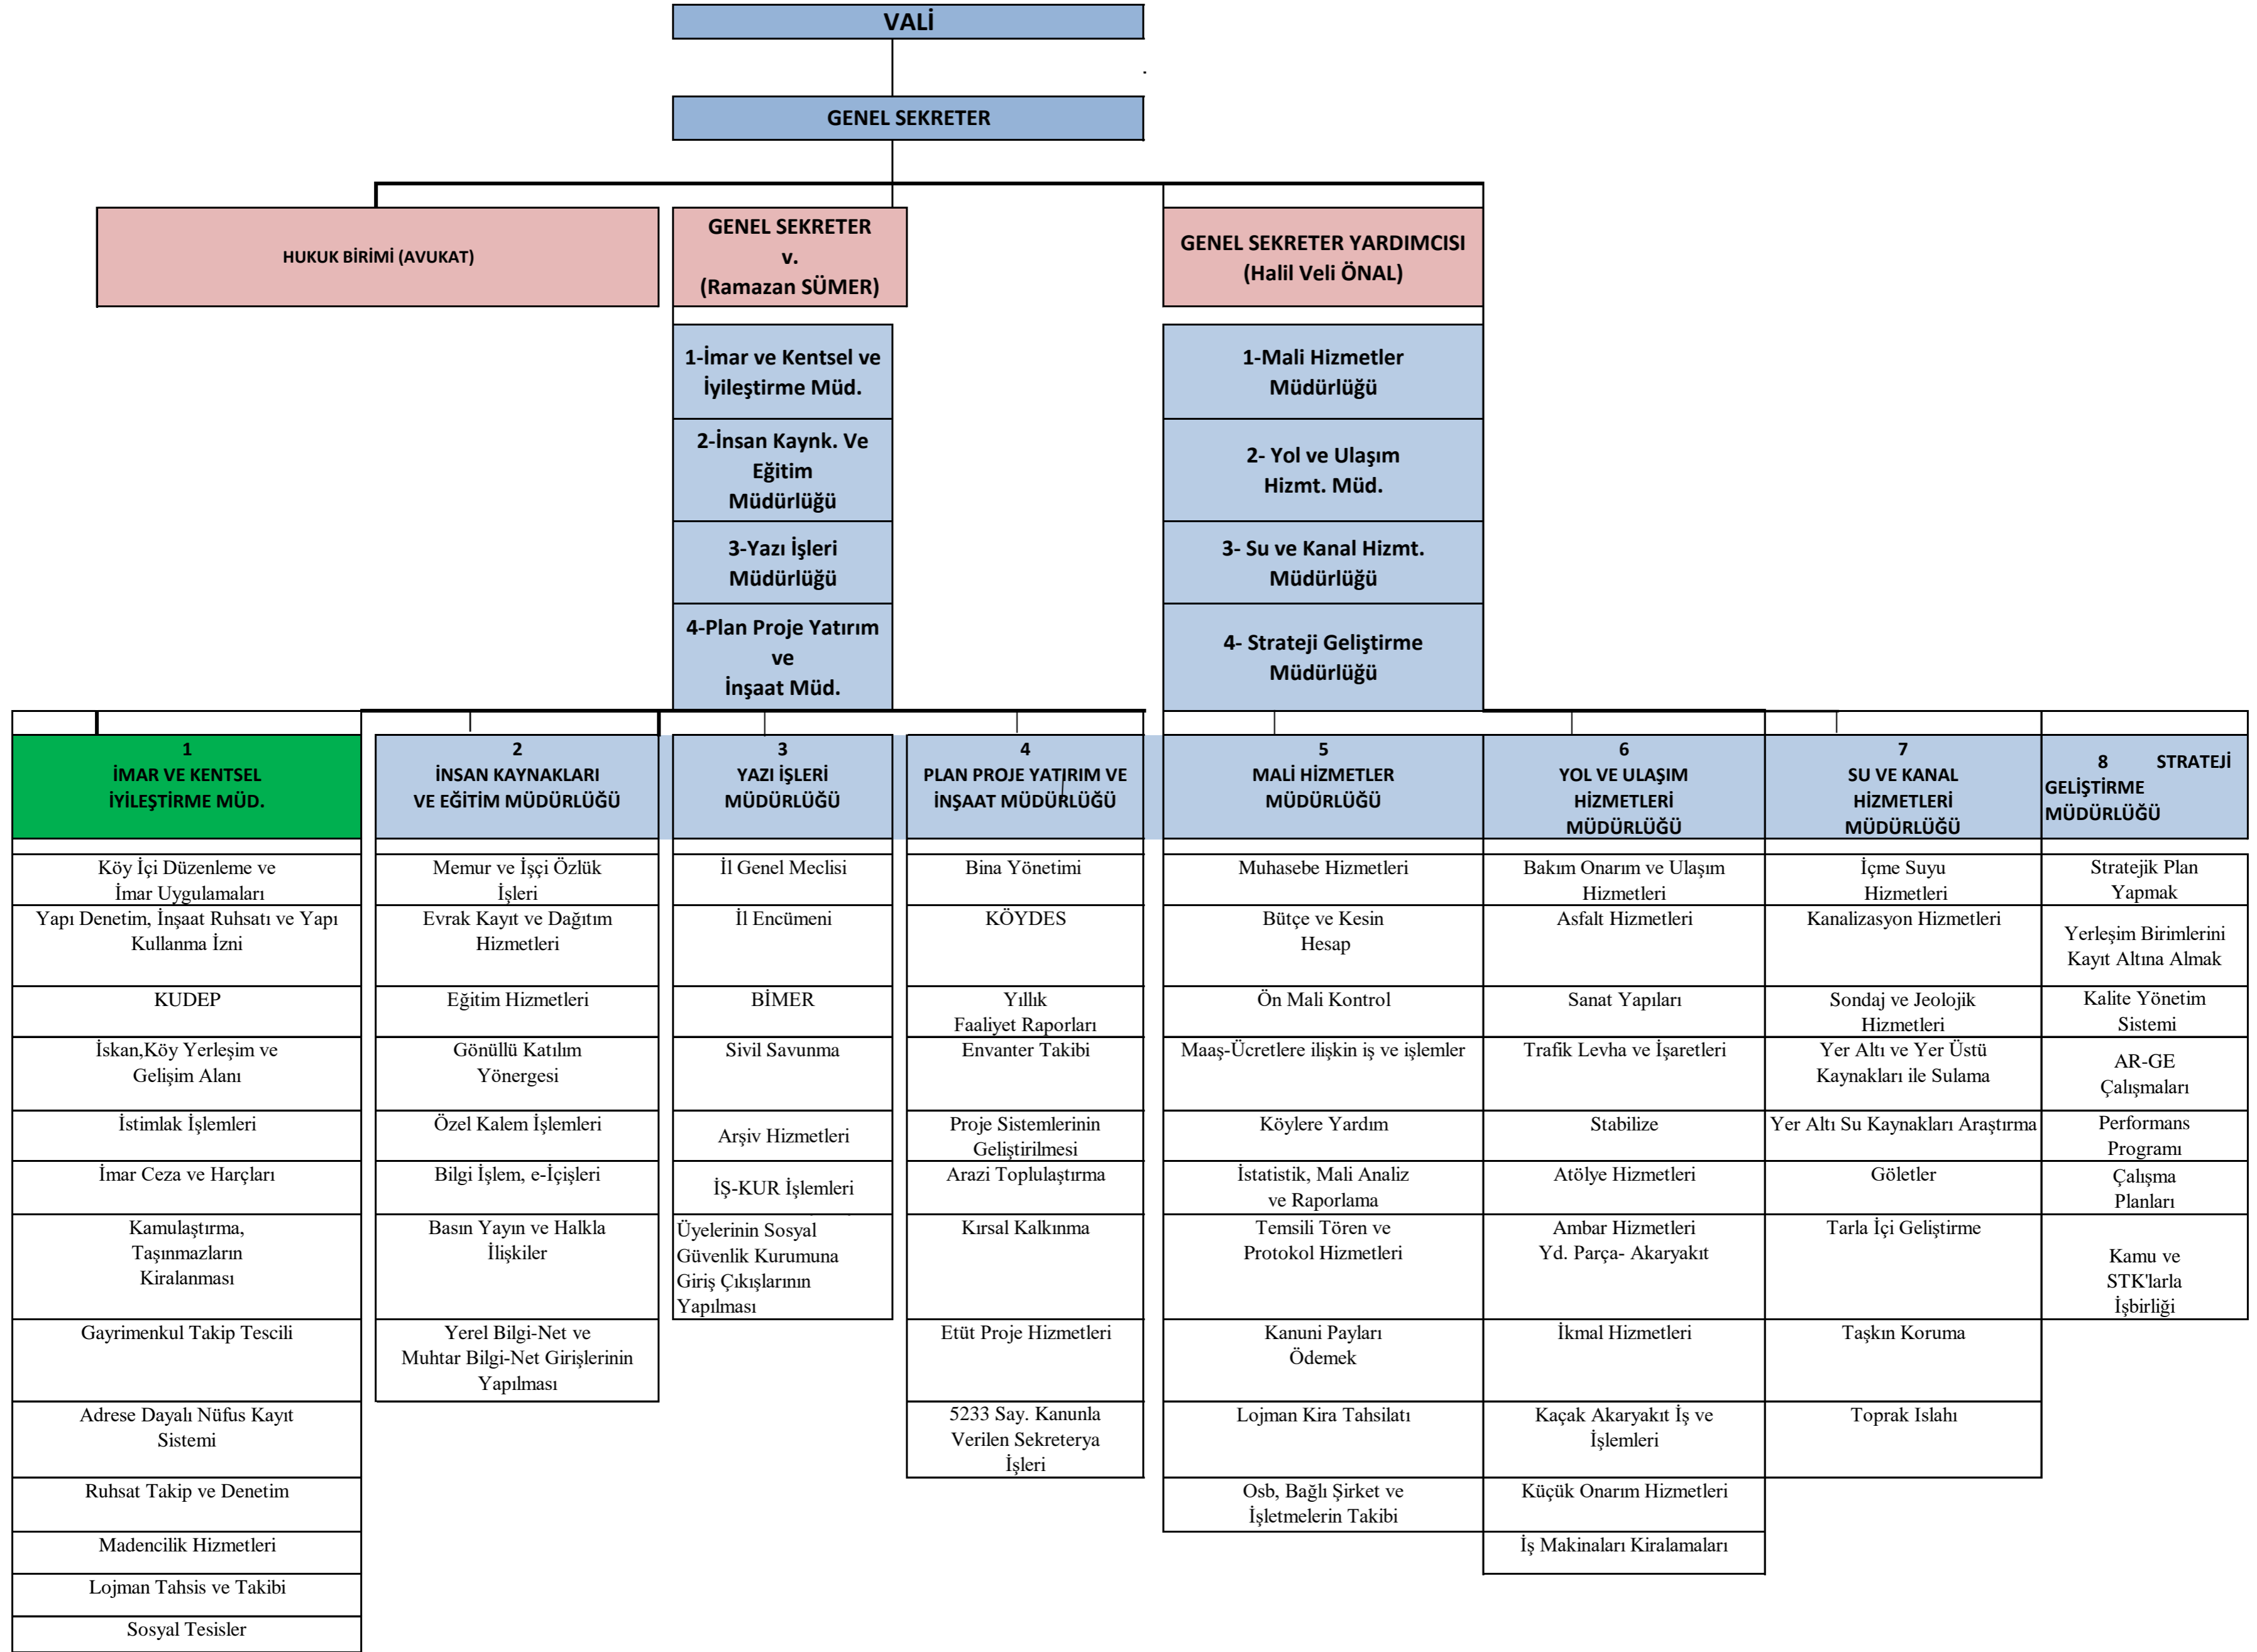 VALİ
GENEL SEKRETER
HUKUK BİRİMİ (AVUKAT)
GENEL SEKRETER
v.
(Ramazan SÜMER)
GENEL SEKRETER YARDIMCISI
(Halil Veli ÖNAL)
1-İmar ve Kentsel ve
İyileştirme Müd.
2-İnsan Kaynk. Ve
Eğitim
Müdürlüğü
3-Yazı İşleri
Müdürlüğü
4-Plan Proje Yatırım
ve
İnşaat Müd.
1-Mali Hizmetler
Müdürlüğü
2- Yol ve Ulaşım
Hizmt. Müd.
3- Su ve Kanal Hizmt.
Müdürlüğü
4- Strateji Geliştirme
Müdürlüğü
1
İMAR VE KENTSEL
İYİLEŞTİRME MÜD.
Köy İçi Düzenleme ve
İmar Uygulamaları
Yapı Denetim, İnşaat Ruhsatı ve Yapı
Kullanma İzni
KUDEP
İskan,Köy Yerleşim ve
Gelişim Alanı
İstimlak İşlemleri
İmar Ceza ve Harçları
Kamulaştırma,
Taşınmazların
Kiralanması
Gayrimenkul Takip Tescili
Adrese Dayalı Nüfus Kayıt
Sistemi
Ruhsat Takip ve Denetim
Madencilik Hizmetleri
Lojman Tahsis ve Takibi
Sosyal Tesisler
2
İNSAN KAYNAKLARI
VE EĞİTİM MÜDÜRLÜĞÜ
Memur ve İşçi Özlük
İşleri
Evrak Kayıt ve Dağıtım
Hizmetleri
Eğitim Hizmetleri
Gönüllü Katılım
Yönergesi
Özel Kalem İşlemleri
Bilgi İşlem, e-İçişleri
Basın Yayın ve Halkla
İlişkiler
Yerel Bilgi-Net ve
Muhtar Bilgi-Net Girişlerinin
Yapılması
3
YAZI İŞLERİ
MÜDÜRLÜĞÜ
İl Genel Meclisi
İl Encümeni
BİMER
Sivil Savunma
Arşiv Hizmetleri
İŞ-KUR İşlemleri
Üyelerinin Sosyal
Güvenlik Kurumuna
Giriş Çıkışlarının
Yapılması
4
PLAN PROJE YATIRIM VE
İNŞAAT MÜDÜRLÜĞÜ
Bina Yönetimi
KÖYDES
Yıllık
Faaliyet Raporları
Envanter Takibi
Proje Sistemlerinin
Geliştirilmesi
Arazi Toplulaştırma
Kırsal Kalkınma
Etüt Proje Hizmetleri
5233 Say. Kanunla
Verilen Sekreterya
İşleri
5
MALİ HİZMETLER
MÜDÜRLÜĞÜ
Muhasebe Hizmetleri
Bütçe ve Kesin
Hesap
Ön Mali Kontrol
Maaş-Ücretlere ilişkin iş ve işlemler
Köylere Yardım
İstatistik, Mali Analiz
ve Raporlama
Temsili Tören ve
Protokol Hizmetleri
Kanuni Payları
Ödemek
Lojman Kira Tahsilatı
Osb, Bağlı Şirket ve
İşletmelerin Takibi
6
YOL VE ULAŞIM
HİZMETLERİ
MÜDÜRLÜĞÜ
Bakım Onarım ve Ulaşım
Hizmetleri
Asfalt Hizmetleri
Sanat Yapıları
Trafik Levha ve İşaretleri
Stabilize
Atölye Hizmetleri
Ambar Hizmetleri
Yd. Parça- Akaryakıt
İkmal Hizmetleri
Kaçak Akaryakıt İş ve
İşlemleri
Küçük Onarım Hizmetleri
İş Makinaları Kiralamaları
7
SU VE KANAL
HİZMETLERİ
MÜDÜRLÜĞÜ
İçme Suyu
Hizmetleri
Kanalizasyon Hizmetleri
Sondaj ve Jeolojik
Hizmetleri
Yer Altı ve Yer Üstü
Kaynakları ile Sulama
Yer Altı Su Kaynakları Araştırma
Göletler
Tarla İçi Geliştirme
Taşkın Koruma
Toprak Islahı
8 STRATEJİ
GELİŞTİRME
MÜDÜRLÜĞÜ
Stratejik Plan
Yapmak
Yerleşim Birimlerini
Kayıt Altına Almak
Kalite Yönetim
Sistemi
AR-GE
Çalışmaları
Performans
Programı
Çalışma
Planları
Kamu ve
STK'larla
İşbirliği